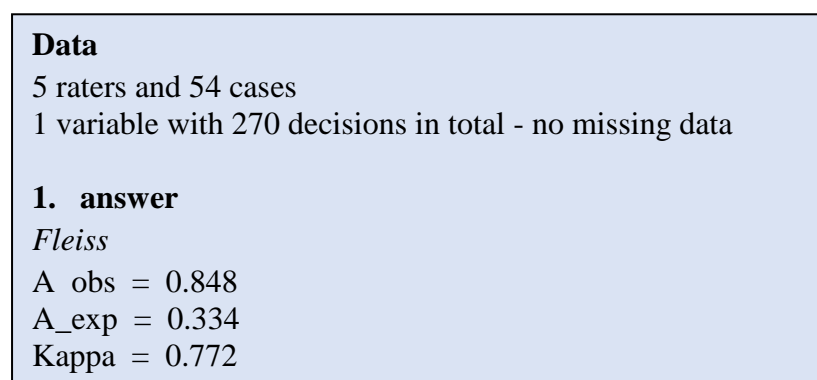 Data
5 raters and 54 cases
1 variable with 270 decisions in total - no missing data
1. answer
Fleiss
A obs = 0.848
A_exp = 0.334
Kappa = 0.772